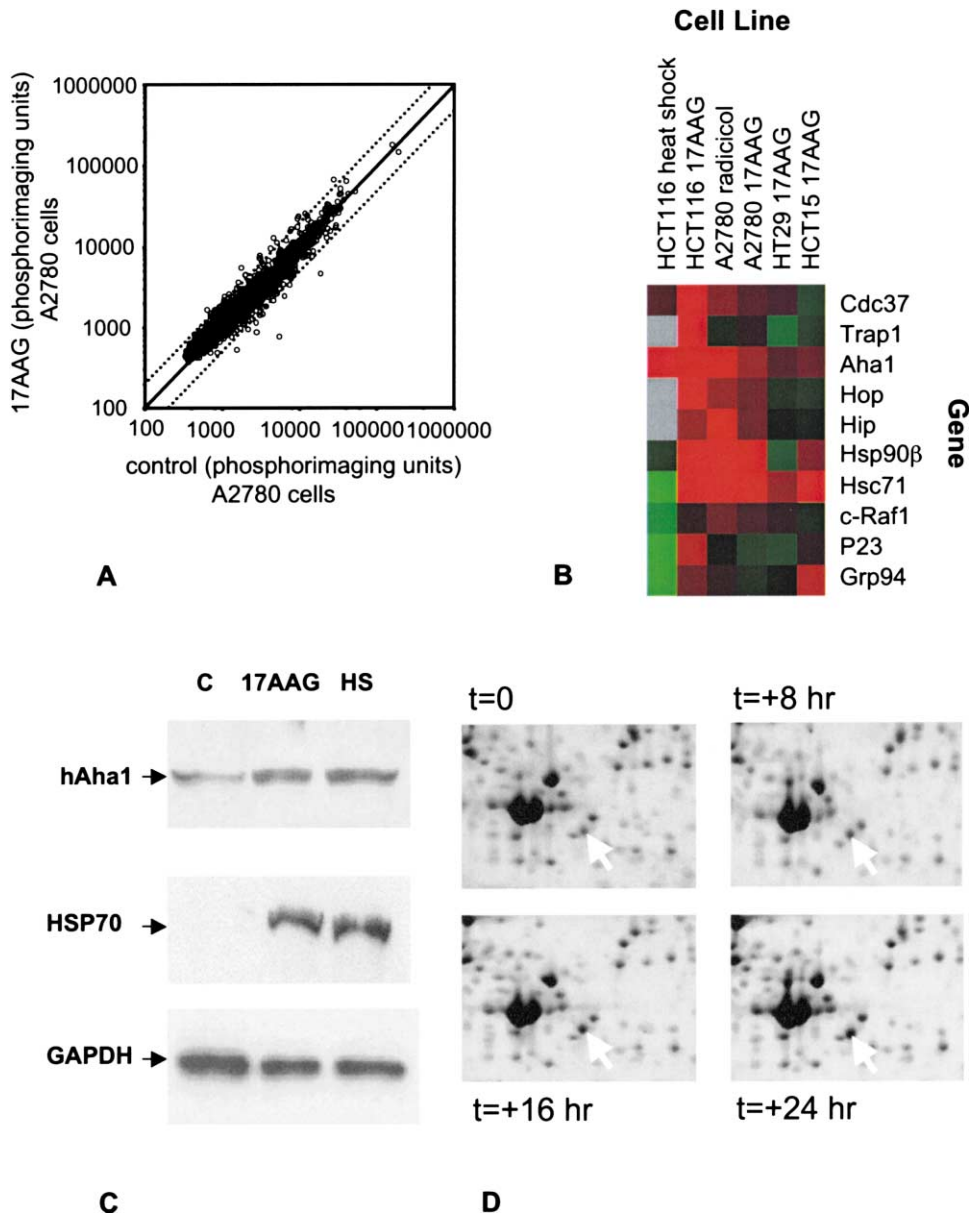 1000000
100000
10000
1000
100
17AAG (phosphorimaging units)
A2780 cells
100 1000 10000 100000 1000000
control (phosphorimaging units)
A2780 cells
A
Cell Line
HCT116 heat shock
HCT116 17AAG
A2780 radicicol
A2780 17AAG
HT29 17AAG
HCT15 17AAG
Cdc37
Trap1
Aha1
Hop
Hip
Hsp90β
Hsc71
c-Raf1
P23
Grp94
Gene
B
C 17AAG HS
hAha1
HSP70
GAPDH
C
t=0
t=+8 hr
t=+16 hr
t=+24 hr
D